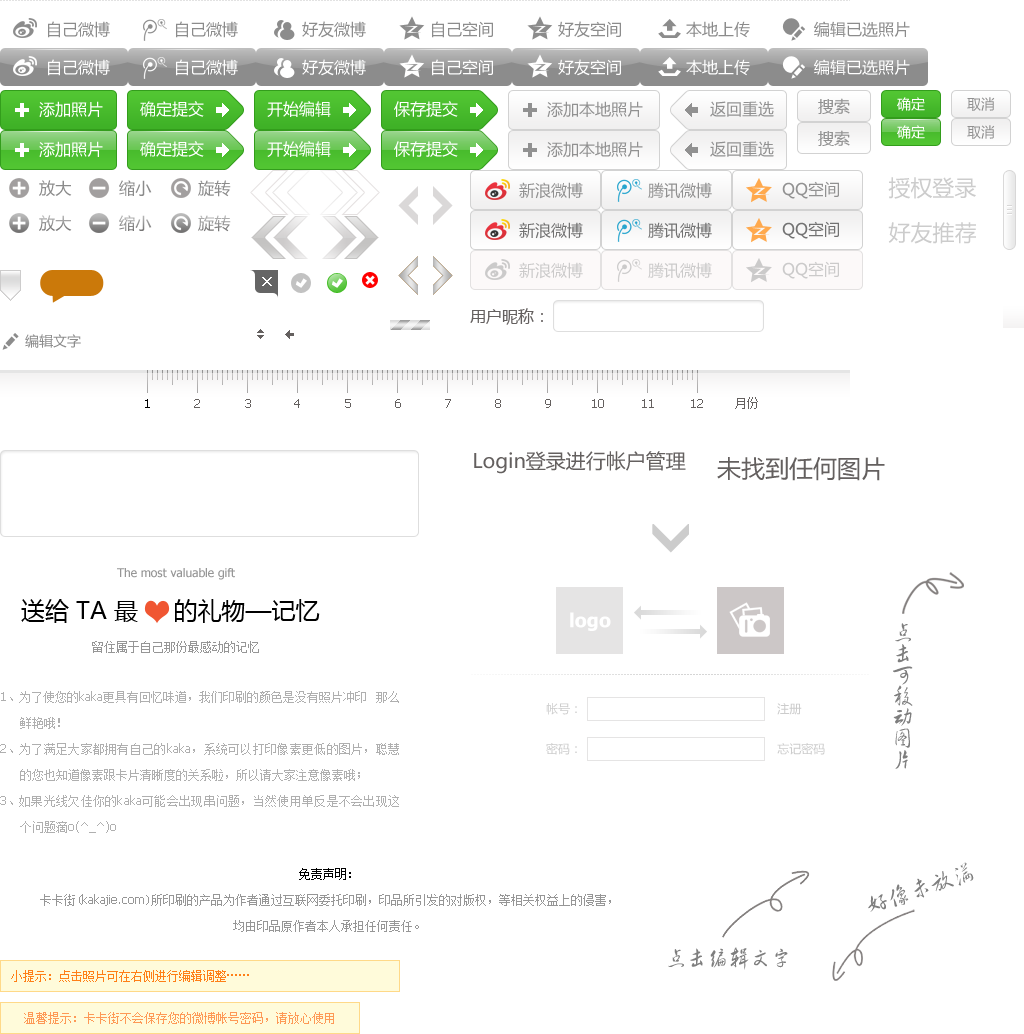 自己微博 自己微博 好友微博 自己空间 好友空间 本地上传 编辑已选照片
自己微博 自己微博 好友微博 自己空间 好友空间 本地上传 编辑已选照片
添加照片 确定提交 开始编辑 保存提交 添加本地照片 返回重选 搜索 确定 取消
添加照片 确定提交 开始编辑 保存提交 添加本地照片 返回重选 搜索 确定 取消
放大 缩小 旋转 新浪微博 腾讯微博 QQ空间 授权登录
放大 缩小 旋转 新浪微博 腾讯微博 QQ空间 好友推荐
新浪微博 腾讯微博 QQ空间
用户昵称：
编辑文字
1 2 3 4 5 6 7 8 9 10 11 12 月份
Login登录进行帐户管理 未找到任何图片
The most valuable gift
送给 TA 最 的礼物—记忆
logo
留住属于自己那份最感动的记忆
点击可移动图片
1、为了使您的kaka更具有回忆味道，我们印刷的颜色是没有照片冲印 那么
鲜艳哦！
帐号： 注册
2、为了满足大家都拥有自己的kaka，系统可以打印像素更低的图片，聪慧
密码： 忘记密码
的您也知道像素跟卡片清晰度的关系啦，所以请大家注意像素哦；
3、如果光线欠佳你的kaka可能会出现串问题，当然使用单反是不会出现这
个问题滴o(^_^)o
免责声明：
卡卡街(kakajie.com)所印刷的产品为作者通过互联网委托印刷，印品所引发的对版权，等相关权益上的侵害，
均由印品原作者本人承担任何责任。
好像未放满
点击编辑文字
小提示：点击照片可在右侧进行编辑调整……
温馨提示：卡卡街不会保存您的微博帐号密码，请放心使用